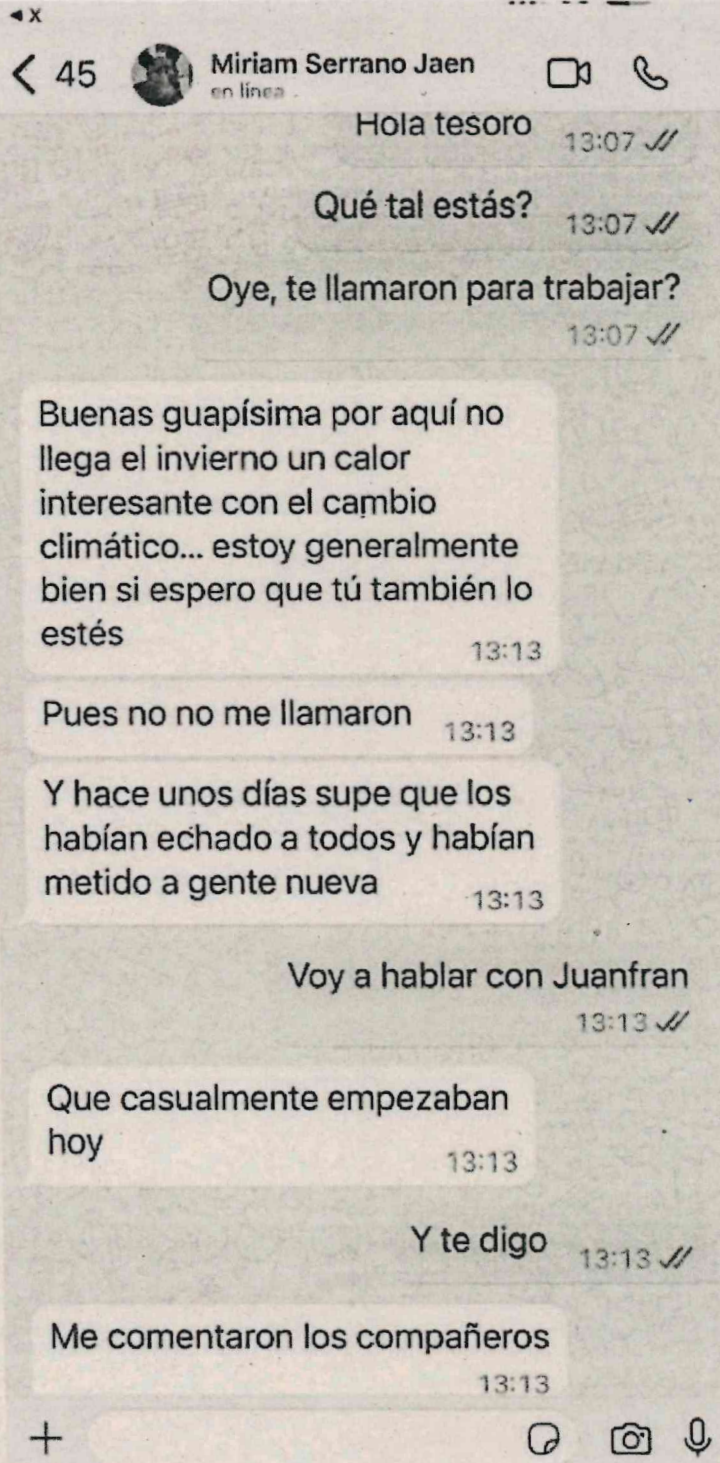 X
45
Miriam Serrano Jaen
en línea
Hola tesoro
13:07
Qué tal estás?
13:07
Oye, te llamaron para trabajar?
13:07
Buenas guapísima por aquí no
llega el invierno un calor
interesante con el cambio
climático... estoy generalmente
bien si espero que tú también lo
estés
13:13
Pues no no me llamaron
13:13
Y hace unos días supe que los
habían echado a todos y habían
metido a gente nueva
13:13
Voy a hablar con Juanfran
13:13
Que casualmente empezaban
hoy
13:13
Y te digo
13:13
Me comentaron los compañeros
13:13